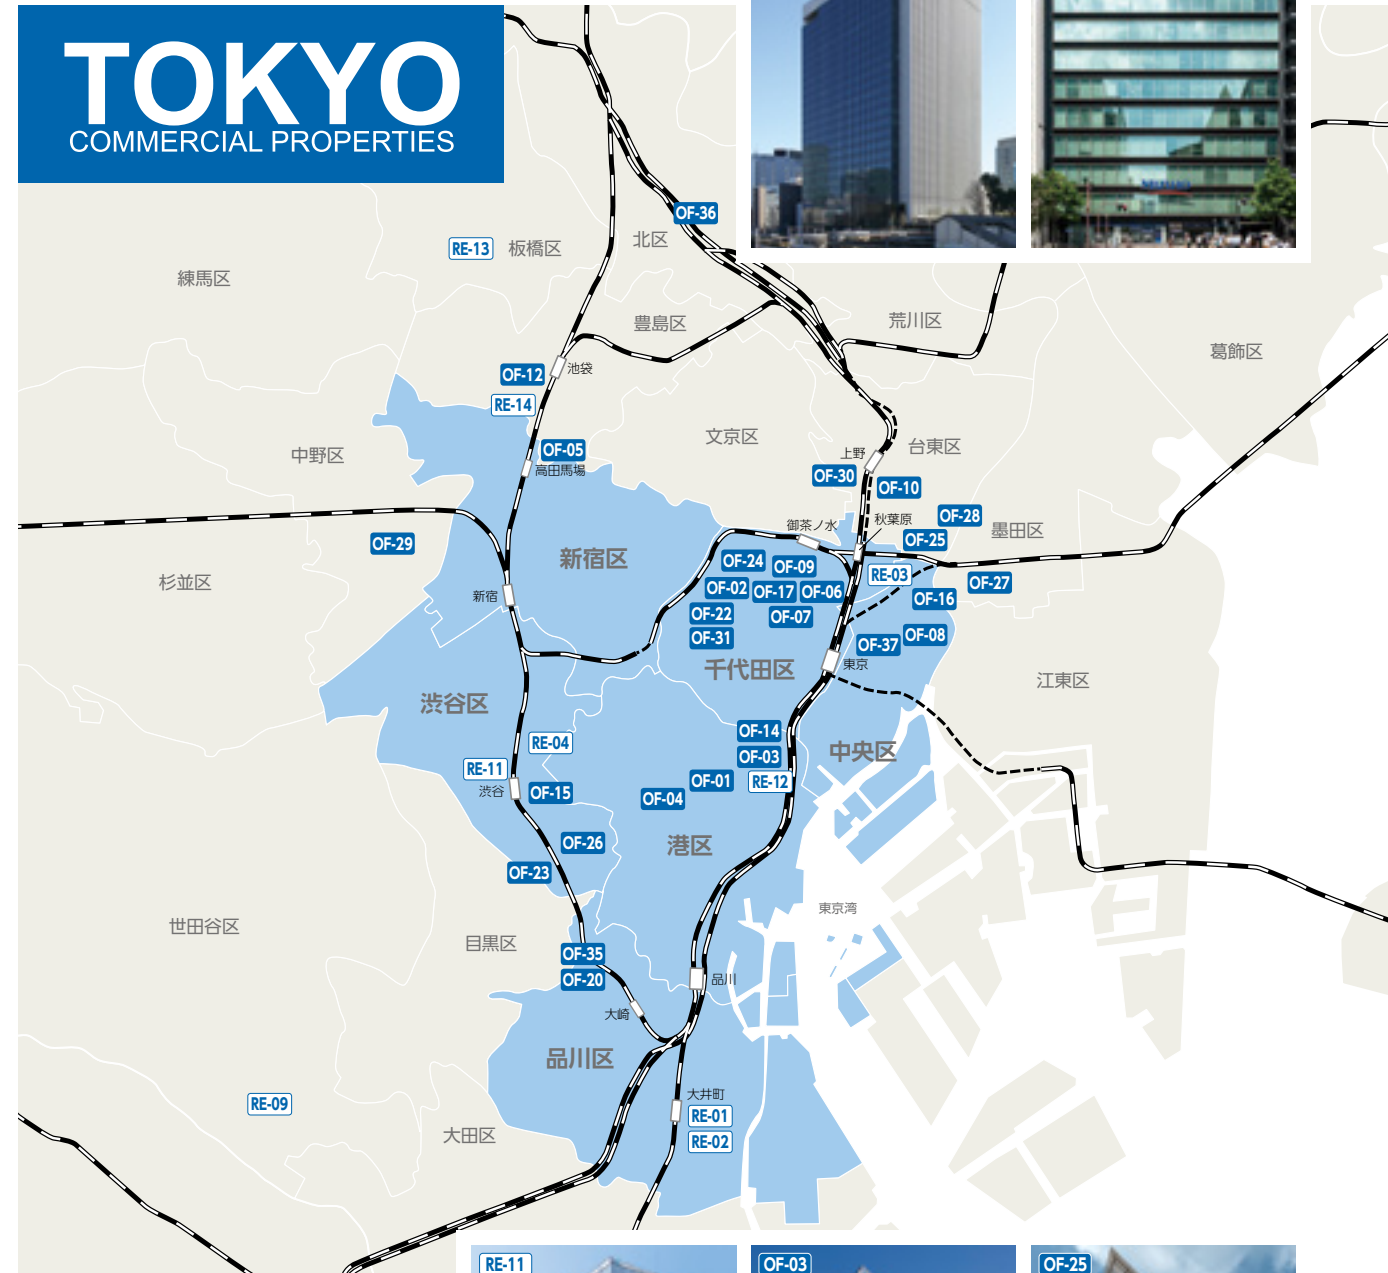 TOKYO
COMMERCIAL PROPERTIES
OF-36
RE-13
板橋区
北区
練馬区
豊島区
荒川区
葛飾区
OF-12
池袋
RE-14
文京区
台東区
中野区
OF-05
高田馬場
上野
OF-30
OF-10
OF-28
秋葉原
御茶ノ水
墨田区
OF-29
OF-25
新宿区
OF-24
OF-09
RE-03
OF-27
杉並区
OF-02
OF-17
OF-06
OF-16
新宿
OF-22
OF-07
OF-31
OF-37
OF-08
千代田区
東京
江東区
渋谷区
OF-14
RE-04
OF-03
中央区
RE-11
OF-01
RE-12
渋谷
OF-15
OF-04
OF-26
港区
OF-23
東京湾
世田谷区
目黒区
OF-35
OF-20
品川
大崎
品川区
大井町
RE-09
RE-01
大田区
RE-02
RE-11
OF-03
OF-25